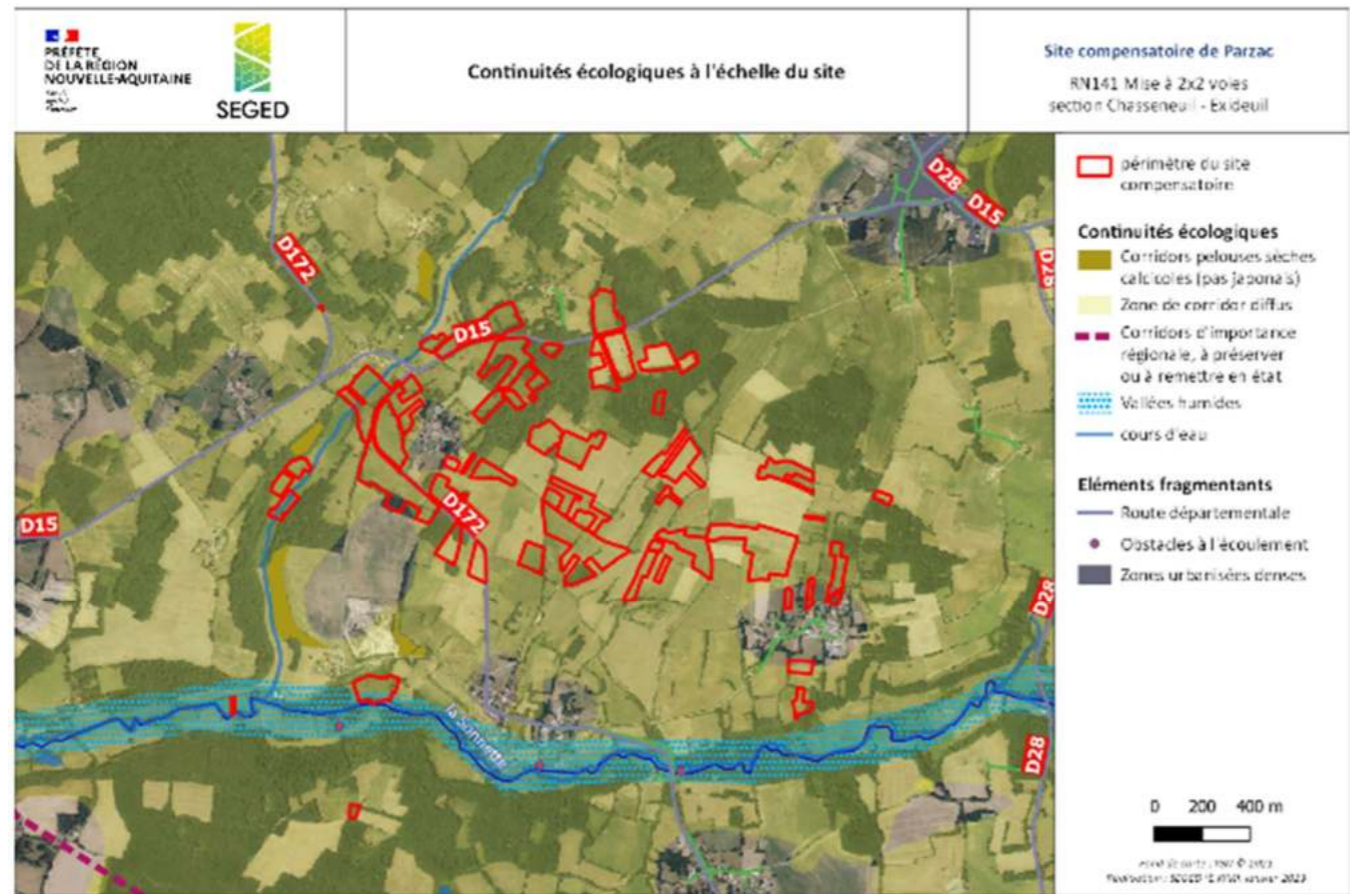 PRÉFÈTE
DE LA RÉGION
NOUVELLE-AQUITAINE
SEGED
Continuités écologiques à l'échelle du site
Site compensatoire de Parzac
RN141 Mise à 2x2 voies
section Chasseneuil - Exideuil
D172
D15
D28
D15
D28
D15
D172
D28
D28
la Sonnette
périmètre du site
compensatoire
Continuités écologiques
Corridors pelouses sèches
calcicoles (pas japonais)
Zone de corridor diffus
Corridors d'importance
régionale, à préserver
ou à remettre en état
Vallées humides
cours d'eau
Eléments fragmentants
Route départementale
Obstacles à l'écoulement
Zones urbanisées denses
0 200 400 m